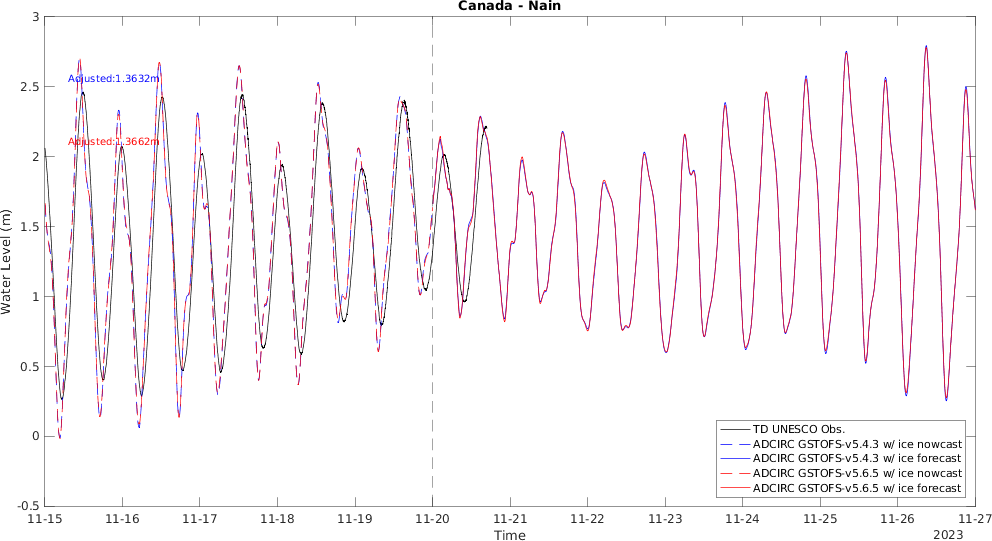 Canada - Nain
3
2.5
2
1.5
1
0.5
0
-0.5
Water Level (m)
Adjusted:1.3632m
Adjusted:1.3662m
TD UNESCO Obs.
ADCIRC GSTOFS-v5.4.3 w/ ice nowcast
ADCIRC GSTOFS-v5.4.3 w/ ice forecast
ADCIRC GSTOFS-v5.6.5 w/ ice nowcast
ADCIRC GSTOFS-v5.6.5 w/ ice forecast
11-15 11-16 11-17 11-18 11-19 11-20 11-21 11-22 11-23 11-24 11-25 11-26 11-27
Time
2023